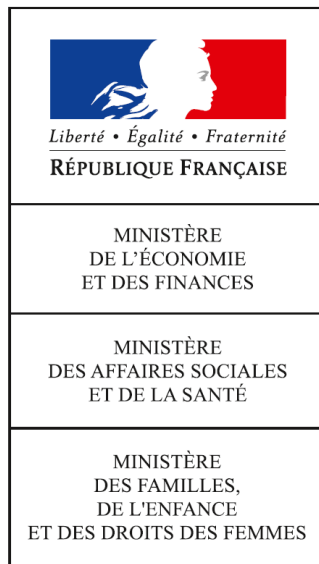 Liberté • Égalité • Fraternité
RÉPUBLIQUE FRANÇAISE
MINISTÈRE
DE L'ÉCONOMIE
ET DES FINANCES
MINISTÈRE
DES AFFAIRES SOCIALES
ET DE LA SANTÉ
MINISTÈRE
DES FAMILLES,
DE L'ENFANCE
ET DES DROITS DES FEMMES